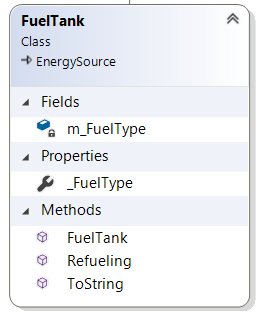 FuelTank
Class
EnergySource
Fields
m_FuelType
Properties
_FuelType
Methods
FuelTank
Refueling
ToString